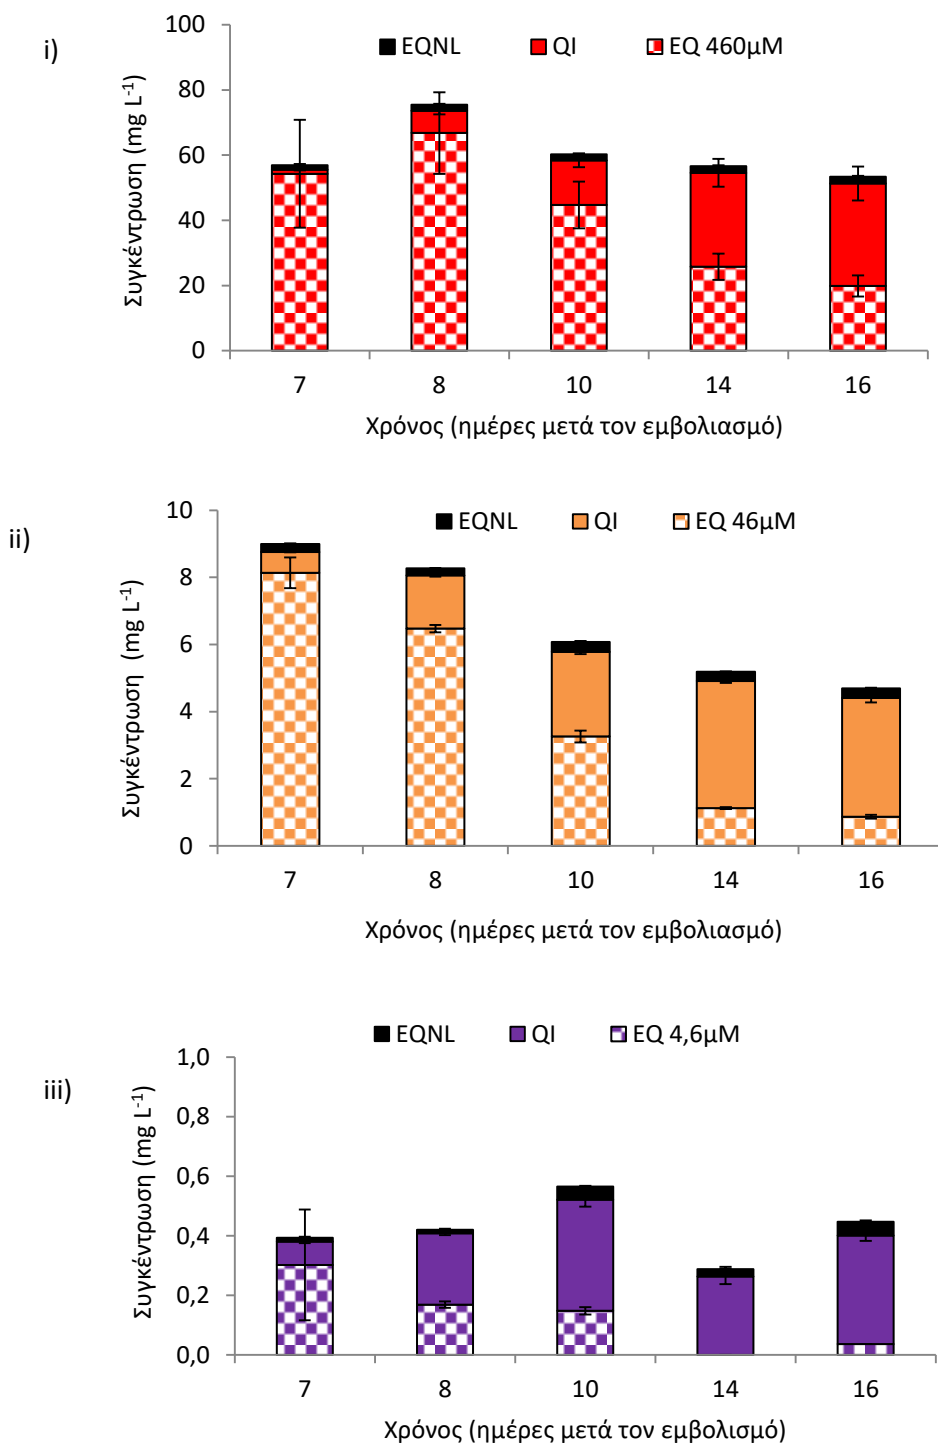 i)
EQNL QI EQ 460μM
Συγκέντρωση (mg L-1)
100
80
60
40
20
0
7 8 10 14 16
Χρόνος (ημέρες μετά τον εμβολιασμό)
ii)
EQNL QI EQ 46μM
Συγκέντρωση (mg L-1)
10
8
6
4
2
0
7 8 10 14 16
Χρόνος (ημέρες μετά τον εμβολιασμό)
iii)
EQNL QI EQ 4,6μM
Συγκέντρωση (mg L-1)
1,0
0,8
0,6
0,4
0,2
0,0
7 8 10 14 16
Χρόνος (ημέρες μετά τον εμβολισμό)